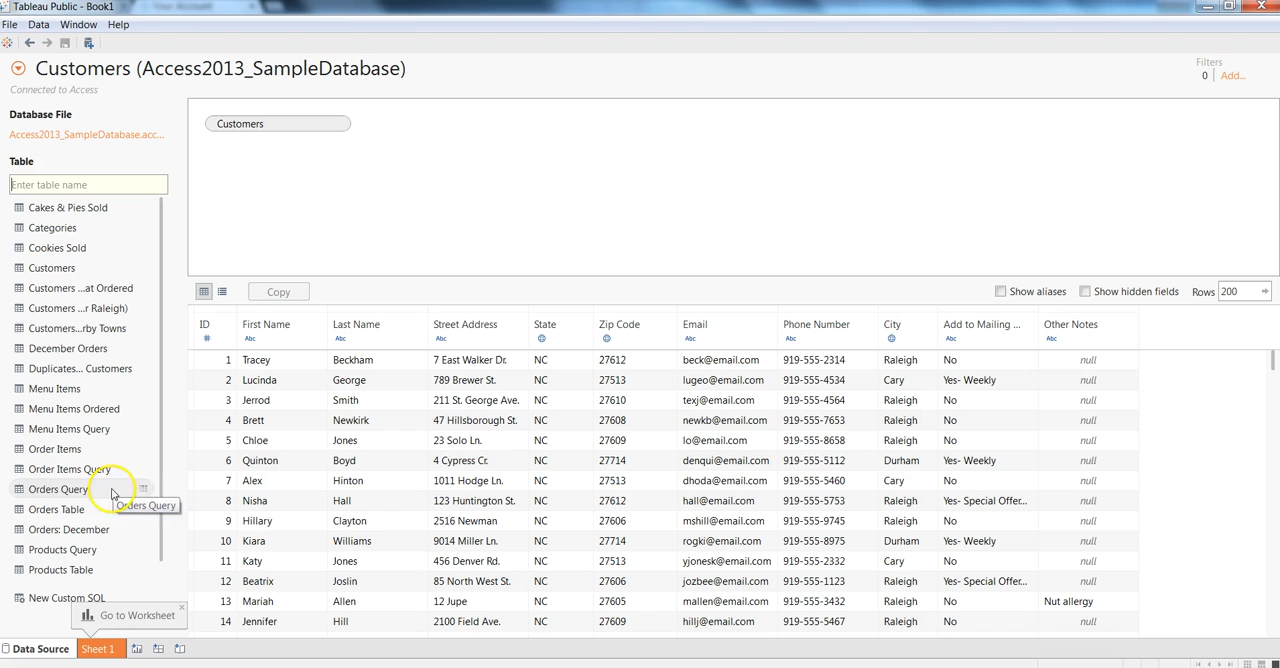 Tableau Public - Book1
File Data Window Help
Customers (Access2013_SampleDatabase)
Connected to Access
Filters
0 Add...
Database File
Access2013_SampleDatabase.acc...
Table
Enter table name
Cakes & Pies Sold
Categories
Cookies Sold
Customers
Customers ...at Ordered
Customers ...r Raleigh)
Customers...rby Towns
December Orders
Duplicates... Customers
Menu Items
Menu Items Ordered
Menu Items Query
Order Items
Order Items Query
Orders Query
Orders Query
Orders Table
Orders: December
Products Query
Products Table
New Custom SQL
Go to Worksheet
Customers
Copy
Show aliases Show hidden fields Rows 200
ID First Name Last Name Street Address State Zip Code Email Phone Number City Add to Mailing ... Other Notes
# Abc Abc Abc Abc Abc Abc Abc
1 Tracey Beckham 7 East Walker Dr. NC 27612 beck@email.com 919-555-2314 Raleigh No null
2 Lucinda George 789 Brewer St. NC 27513 lugeo@email.com 919-555-4534 Cary Yes- Weekly null
3 Jerrod Smith 211 St. George Ave. NC 27610 texj@email.com 919-555-4564 Raleigh No null
4 Brett Newkirk 47 Hillsborough St. NC 27608 newkb@email.com 919-555-7653 Raleigh No null
5 Chloe Jones 23 Solo Ln. NC 27609 lo@email.com 919-555-8658 Raleigh No null
6 Quinton Boyd 4 Cypress Cr. NC 27714 denqui@email.com 919-555-5112 Durham Yes- Weekly null
7 Alex Hinton 1011 Hodge Ln. NC 27513 dhoda@email.com 919-555-5460 Cary No null
8 Nisha Hall 123 Huntington St. NC 27612 hall@email.com 919-555-4453 Raleigh Yes- Special Offer... null
9 Hillary Clayton 2516 Newman NC 27606 mshill@email.com 919-555-9745 Raleigh No null
10 Kiara Williams 9014 Miller Ln. NC 27714 rogki@email.com 919-555-8975 Durham Yes- Weekly null
11 Katy Jones 456 Denver Rd. NC 27513 yjonesk@email.com 919-555-2332 Cary No null
12 Beatrix Joslin 85 North West St. NC 27606 jozbee@email.com 919-555-1123 Raleigh Yes- Special Offer... null
13 Mariah Allen 12 Jupe NC 27605 mallen@email.com 919-555-3432 Raleigh No Nut allergy
14 Jennifer Hill 2100 Field Ave. NC 27609 hillj@email.com 919-555-5467 Raleigh No null
Data Source Sheet 1